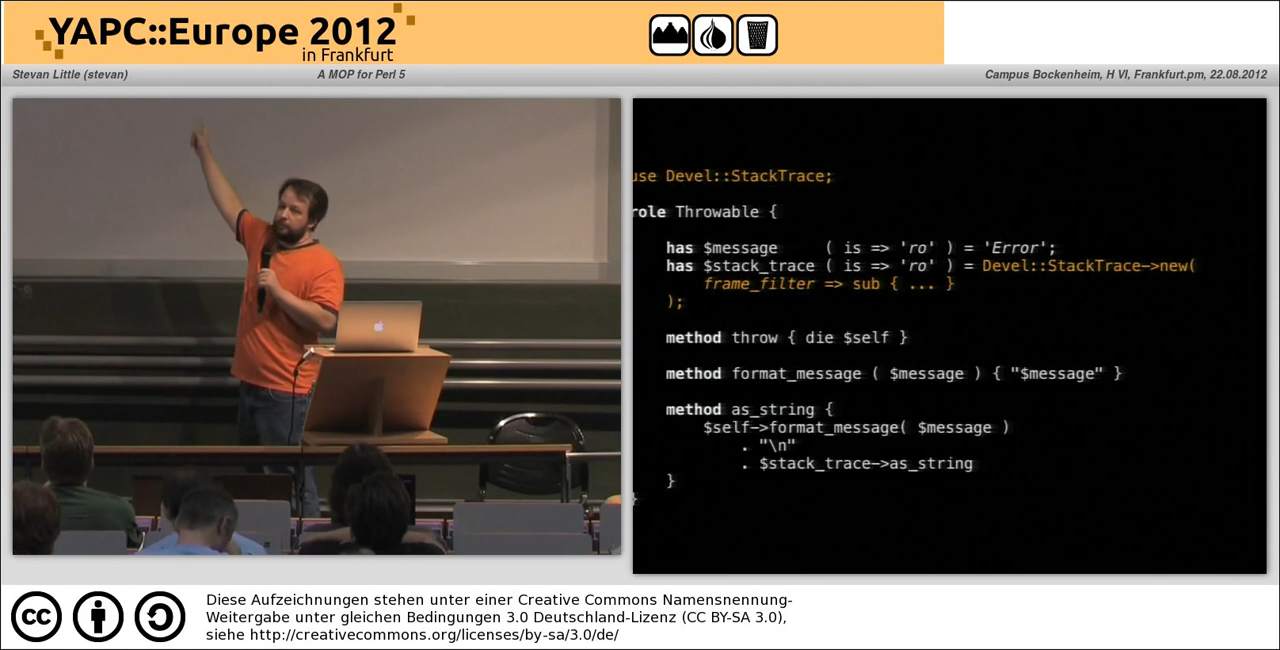 YAPC::Europe 2012
in Frankfurt
Stevan Little (stevan)
A MOP for Perl 5
Campus Bockenheim, H VI, Frankfurt.pm, 22.08.2012
use Devel::StackTrace;
role Throwable {
has $message ( is => 'ro' ) = 'Error';
has $stack_trace ( is => 'ro' ) = Devel::StackTrace->new(
frame_filter => sub { ... }
);
method throw { die $self }
method format_message ( $message ) { "$message" }
method as_string {
$self->format_message( $message )
. "\n"
. $stack_trace->as_string
}
}
cc
Diese Aufzeichnungen stehen unter einer Creative Commons Namensnennung-
Weitergabe unter gleichen Bedingungen 3.0 Deutschland-Lizenz (CC BY-SA 3.0),
siehe http://creativecommons.org/licenses/by-sa/3.0/de/